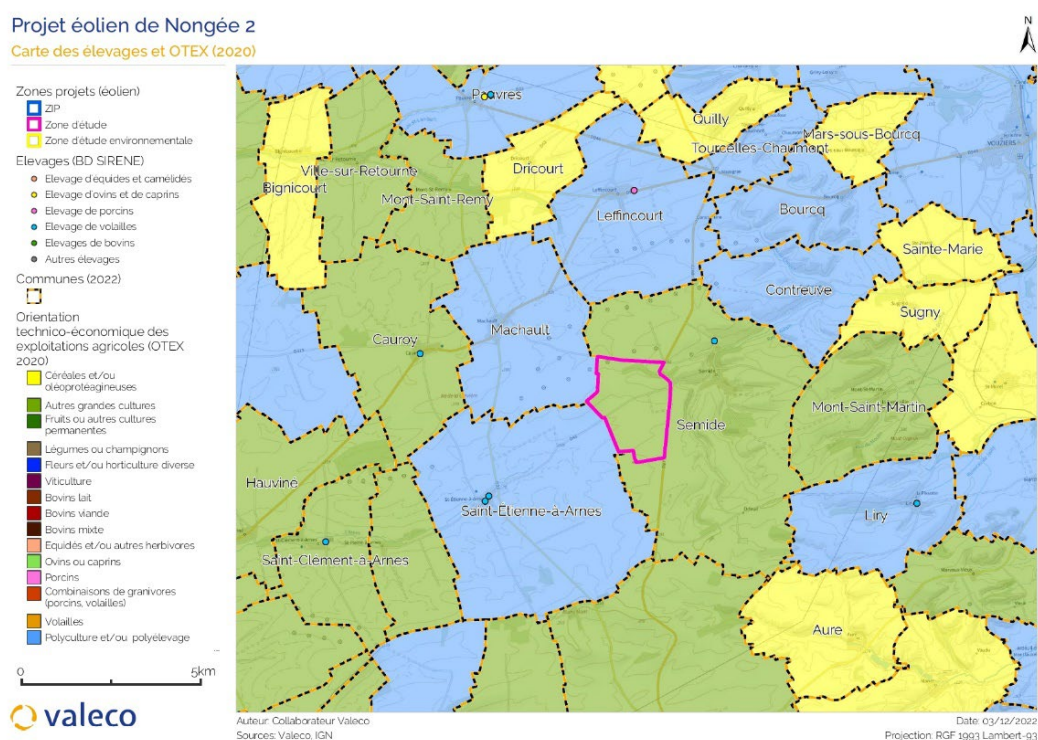 Projet éolien de Nongée 2
Carte des élevages et OTEX (2020)
N
Zones projets (éolien)
ZIP
Zone d'étude
Zone d'étude environnementale
Elevages (BD SIRENE)
Elevage d'équides et camélidés
Elevage d'ovins et de caprins
Elevage de porcins
Elevage de volailles
Elevages de bovins
Autres élevages
Communes (2022)
Orientation
technico-économique des
exploitations agricoles (OTEX
2020)
Céreales et/ou
oléoprotéagineuses
Autres grandes cultures
Fruits ou autres cultures
permanentes
Légumes ou champignons
Fleurs et/ou horticulture diverse
Viticulture
Bovins lait
Bovins viande
Bovins mixte
Equidés et/ou autres herbivores
Ovins ou caprins
Porcins
Combinaisons de granivores
(porcins, volailles)
Volailles
Polyculture et/ou polyélevage
0 5km
valeco
Quilly
Mars-sous-Bourcq
Tourcelles-Chaumont
Dricourt
Ville-sur-Retourne
Bignicourt
Mont-Saint-Remy
Leffincourt
Bourcq
Sainte-Marie
Contreuve
Sugny
Machault
Cauroy
Semide
Mont-Saint-Martin
Hauviné
Saint-Étienne-à-Arnes
Liry
Saint-Clément-à-Arnes
Aure
Auteur: Collaborateur Valeco
Sources: Valeco, IGN
Date: 03/12/2022
Projection: RGF 1993 Lambert-93